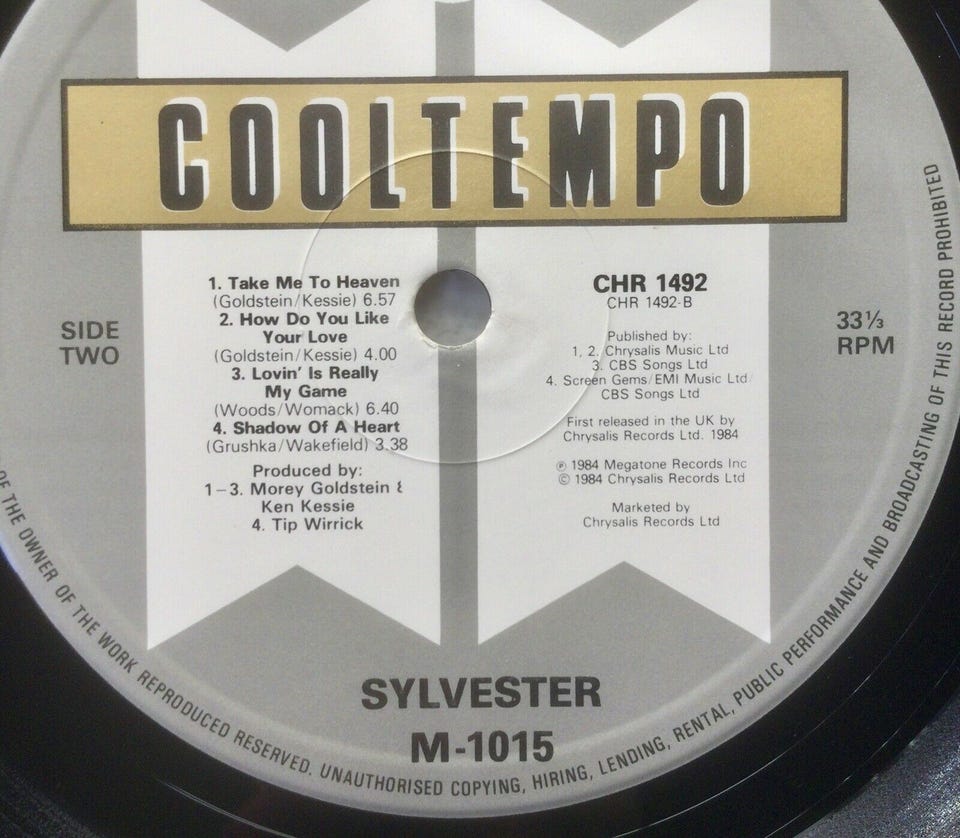 COOLTEMPO
1. Take Me To Heaven
(Goldstein/Kessie) 6.57
2. How Do You Like
Your Love
(Goldstein/Kessie) 4.00
3. Lovin' Is Really
My Game
(Woods/Womack) 6.40
4. Shadow Of A Heart
(Grushka/Wakefield) 3.38
Produced by:
1–3. Morey Goldstein &
Ken Kessie
4. Tip Wirrick
SIDE
TWO
CHR 1492
CHR 1492-B
Published by:
1, 2. Chrysalis Music Ltd
3. CBS Songs Ltd
4. Screen Gems/EMI Music Ltd/
CBS Songs Ltd
First released in the UK by
Chrysalis Records Ltd. 1984
℗ 1984 Megatone Records Inc
© 1984 Chrysalis Records Ltd
Marketed by
Chrysalis Records Ltd
33⅓
RPM
SYLVESTER
M-1015
OF THE OWNER OF THE WORK REPRODUCED RESERVED. UNAUTHORISED COPYING, HIRING, LENDING, RENTAL, PUBLIC PERFORMANCE AND BROADCASTING OF THIS RECORD PROHIBITED